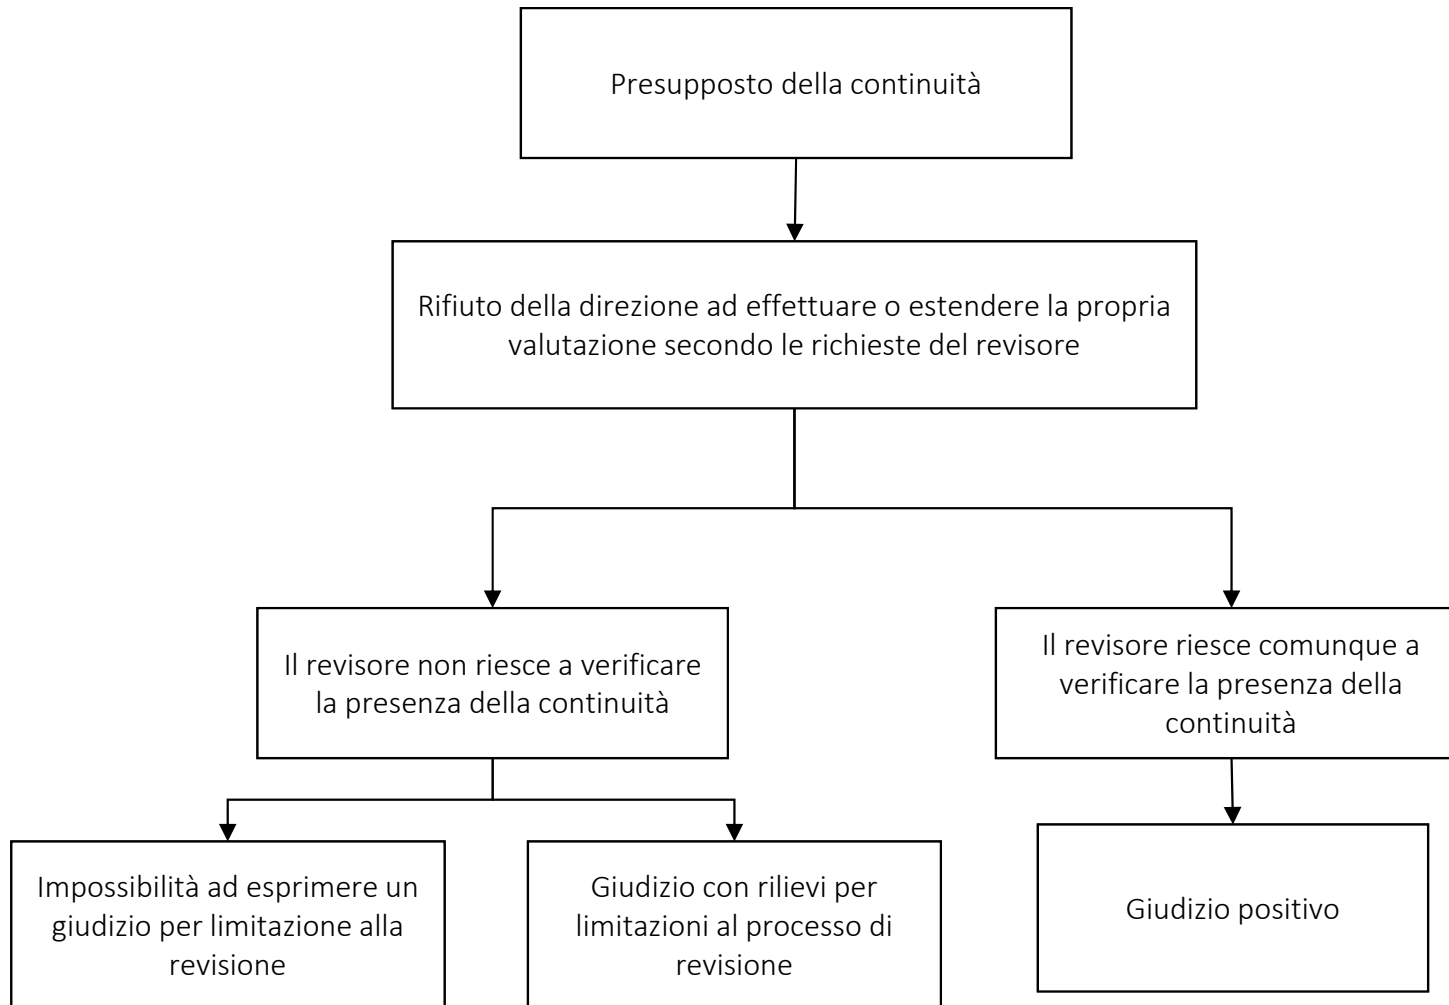 Presupposto della continuità
Rifiuto della direzione ad effettuare o estendere la propria
valutazione secondo le richieste del revisore
Il revisore non riesce a verificare
la presenza della continuità
Il revisore riesce comunque a
verificare la presenza della
continuità
Impossibilità ad esprimere un
giudizio per limitazione alla
revisione
Giudizio con rilievi per
limitazioni al processo di
revisione
Giudizio positivo